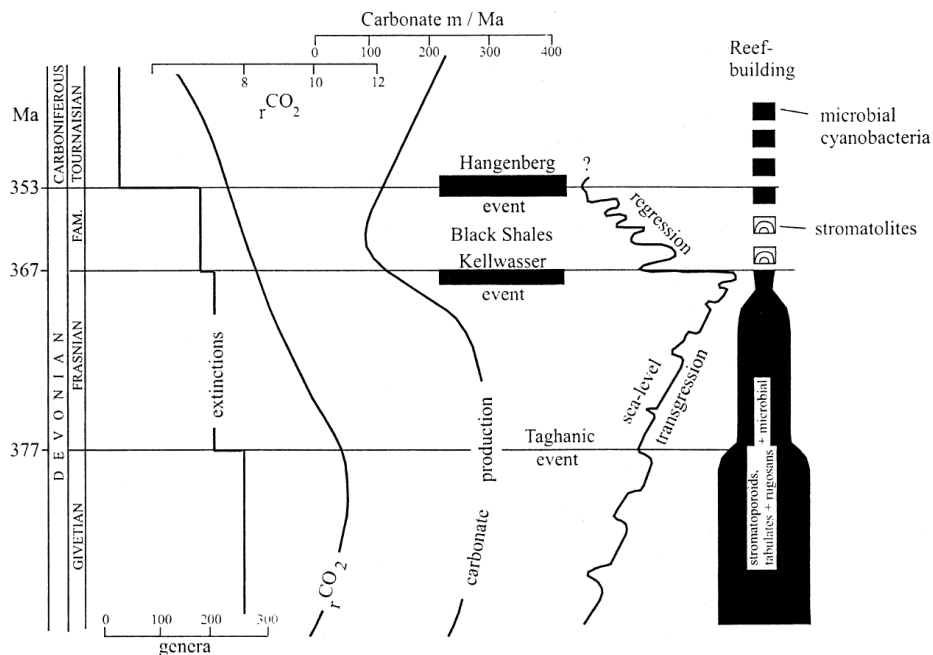 Carbonate m / Ma
0 100 200 300 400
8 10 12
rCO2
Reef-
building
Ma
CARBONIFEROUS
TOURNAISIAN
microbial
cyanobacteria
Hangenberg
event
?
353
FAM.
regression
Black Shales
stromatolites
Kellwasser
event
367
DEVONIAN
FRASNIAN
extinctions
sea-level
transgression
377
Taghanic
event
production
carbonate
stromatoporoids,
tabulates + rugosans
+ microbial
GIVETIAN
rCO2
0 100 200 300
genera